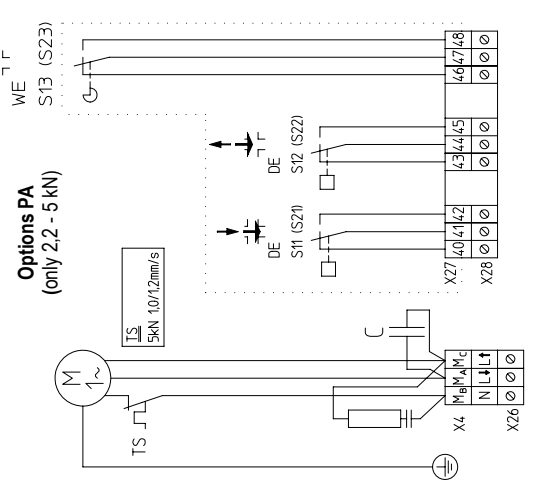 WE
S13 (S23)
Options PA
(only 2,2 - 5 kN)
DE
S12 (S22)
DE
S11 (S21)
X27
40 41 42 43 44 45 46 47 48
X28
TS
5kN 1,0/1,2mm/s
M
1~
TS
C
X4
MB MA MC
N L↓ L↑
X26